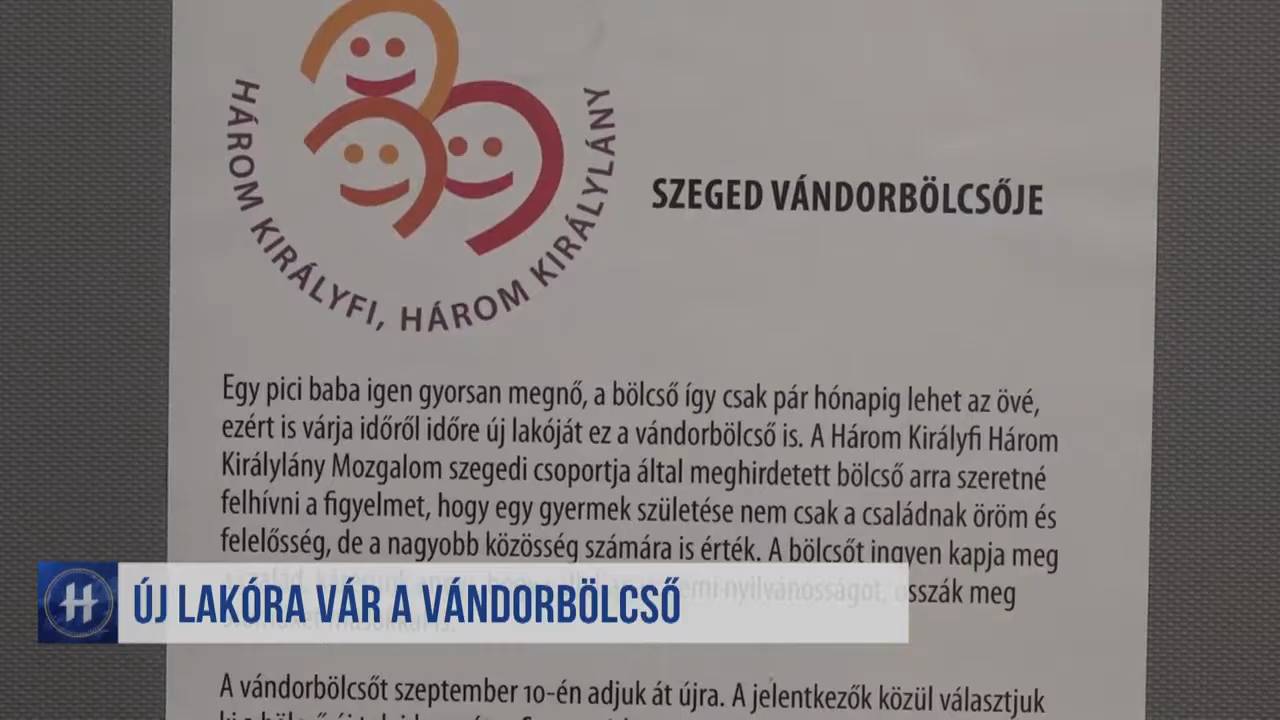 HÁROM KIRÁLYFI, HÁROM KIRÁLYLÁNY
SZEGED VÁNDORBÖLCSŐJE
Egy pici baba igen gyorsan megnő, a bölcső így csak pár hónapig lehet az övé,
ezért is várja időről időre új lakóját ez a vándorbölcső is. A Három Királyfi Három
Királylány Mozgalom szegedi csoportja által meghirdetett bölcső arra szeretné
felhívni a figyelmet, hogy egy gyermek születése nem csak a családnak öröm és
felelősség, de a nagyobb közösség számára is érték. A bölcsőt ingyen kapja meg
nyilvánosságot, osszák meg
H ÚJ LAKÓRA VÁR A VÁNDORBÖLCSŐ
A vándorbölcsőt szeptember 10-én adjuk át újra. A jelentkezők közül választjuk